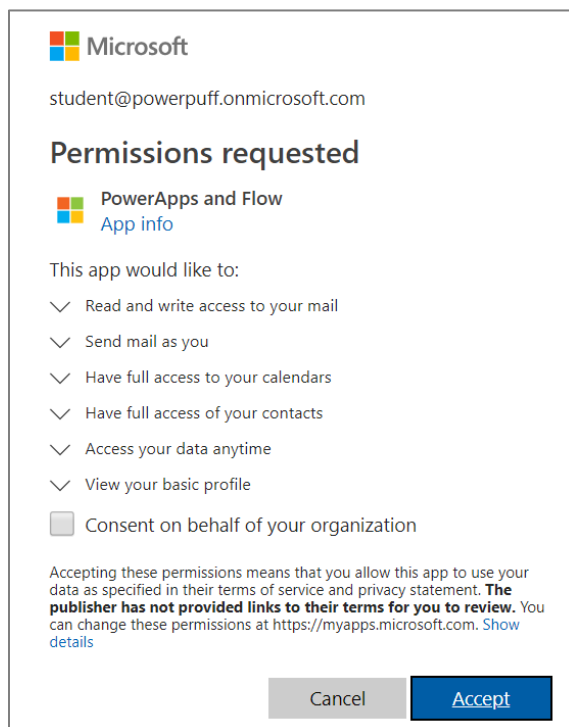 Microsoft
student@powerpuff.onmicrosoft.com
Permissions requested
PowerApps and Flow
App info
This app would like to:
Read and write access to your mail
Send mail as you
Have full access to your calendars
Have full access of your contacts
Access your data anytime
View your basic profile
Consent on behalf of your organization
Accepting these permissions means that you allow this app to use your
data as specified in their terms of service and privacy statement. The
publisher has not provided links to their terms for you to review. You
can change these permissions at https://myapps.microsoft.com. Show
details
Cancel Accept